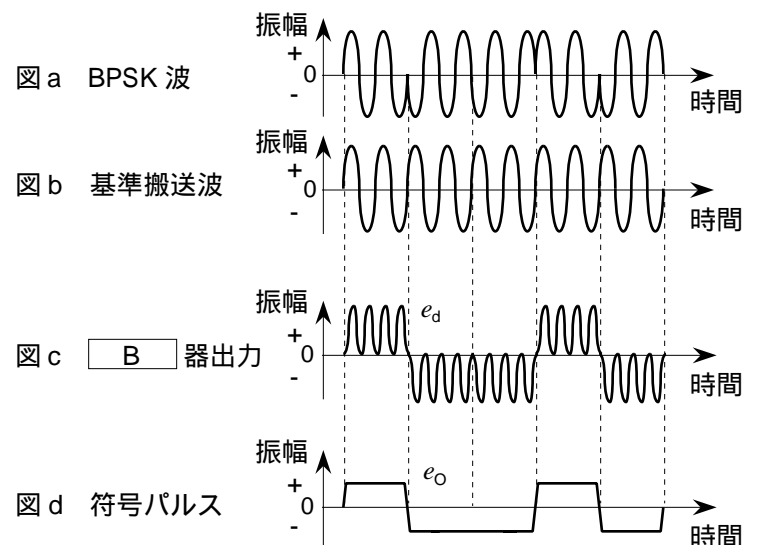 振幅
+
0
-
時間
図a BPSK 波
振幅
+
0
-
時間
図b 基準搬送波
振幅
+
0
-
時間
e_d
図c B 器出力
振幅
+
0
-
時間
e_O
図d 符号パルス